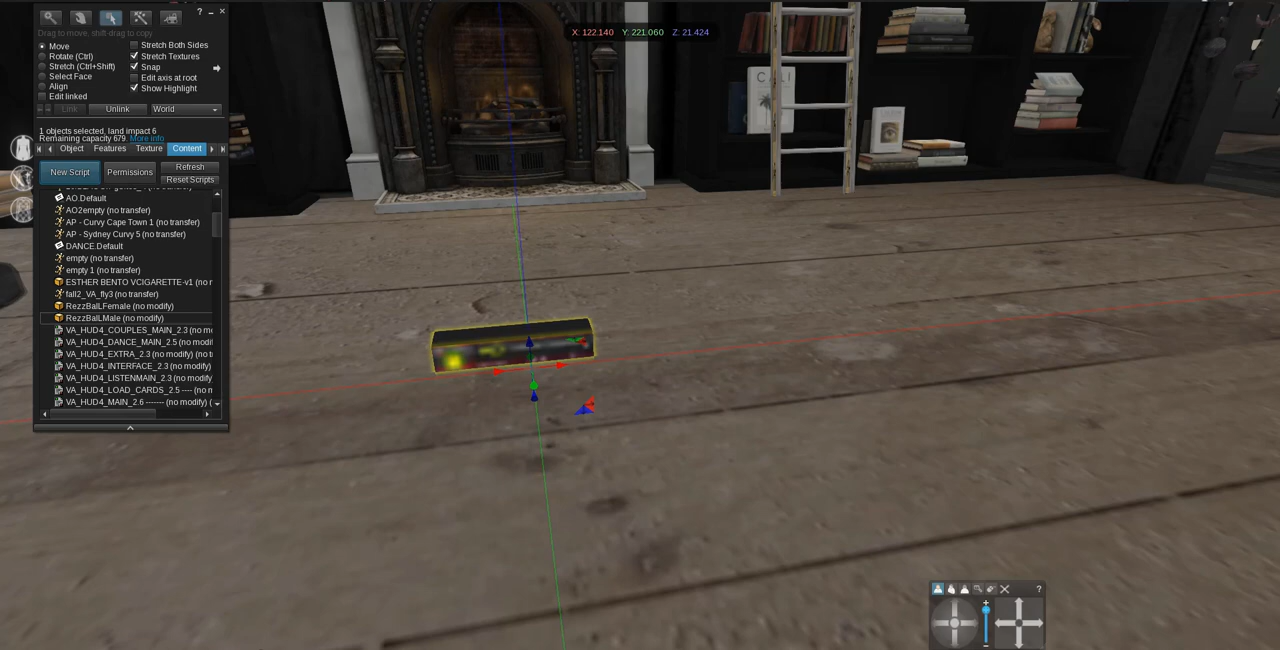 ?
Drag to move, shift-drag to copy
Move
Rotate (Ctrl)
Stretch (Ctrl+Shift)
Select Face
Align
Edit linked
Stretch Both Sides
Stretch Textures
Snap
Edit axis at root
Show Highlight
Link
Unlink
World
1 objects selected, land impact 6
Remaining capacity 679. More info
Object Features Texture Content
New Script
Permissions
Refresh
Reset Scripts
AO.Default
AO2empty (no transfer)
AP - Curvy Cape Town 1 (no transfer)
AP - Sydney Curvy 5 (no transfer)
DANCE.Default
empty (no transfer)
empty 1 (no transfer)
ESTHER BENTO VCIGARETTE-v1 (no
fall2_VA_fly3 (no transfer)
RezzBalLFemale (no modify)
RezzBalLMale (no modify)
VA_HUD4_COUPLES_MAIN_2.3 (no
VA_HUD4_DANCE_MAIN_2.5 (no modif
VA_HUD4_EXTRA_2.3 (no modify) (no
VA_HUD4_INTERFACE_2.3 (no modify)
VA_HUD4_LISTENMAIN_2.3 (no modify
VA_HUD4_LOAD_CARDS_2.5 ---- (no
VA_HUD4_MAIN_2.6 ------- (no modify) (
X: 122.140 Y: 221.060 Z: 21.424
?